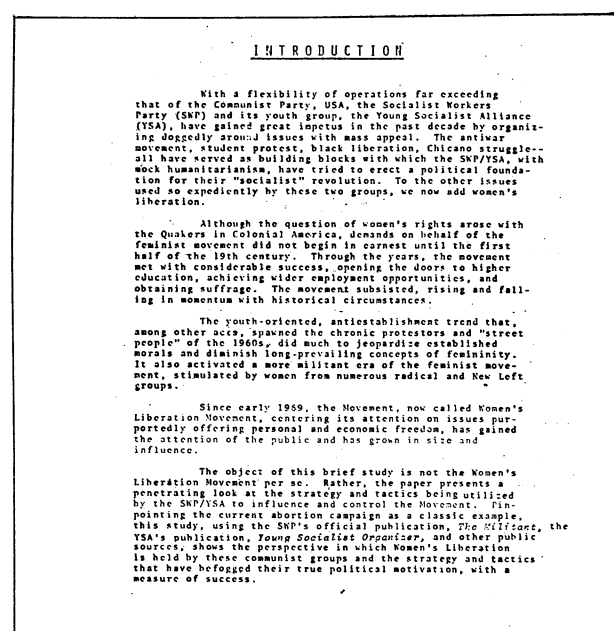 INTRODUCTION
With a flexibility of operations far exceeding
that of the Communist Party, USA, the Socialist Workers
Party (SWP) and its youth group, the Young Socialist Alliance
(YSA), have gained great impetus in the past decade by organiz-
ing doggedly around issues with mass appeal. The antiwar
movement, student protest, black liberation, Chicano struggle--
all have served as building blocks with which the SWP/YSA, with
mock humanitarianism, have tried to erect a political founda-
tion for their "socialist" revolution. To the other issues
used so expediently by these two groups, we now add women's
liberation.
Although the question of women's rights arose with
the Quakers in Colonial America, demands on behalf of the
feminist movement did not begin in earnest until the first
half of the 19th century. Through the years, the movement
met with considerable success, opening the doors to higher
education, achieving wider employment opportunities, and
obtaining suffrage. The movement subsisted, rising and fall-
ing in momentum with historical circumstances.
The youth-oriented, antiestablishment trend that,
among other acts, spawned the chronic protestors and "street
people" of the 1960s, did much to jeopardize established
morals and diminish long-prevailing concepts of femininity.
It also activated a more militant era of the feminist move-
ment, stimulated by women from numerous radical and New Left
groups.
Since early 1969, the Movement, now called Women's
Liberation Movement, centering its attention on issues pur-
portedly offering personal and economic freedom, has gained
the attention of the public and has grown in size and
influence.
The object of this brief study is not the Women's
Liberation Movement per se. Rather, the paper presents a
penetrating look at the strategy and tactics being utilized
by the SWP/YSA to influence and control the Movement. Pin-
pointing the current abortion campaign as a classic example,
this study, using the SWP's official publication, The Militant, the
YSA's publication, Young Socialist Organizer, and other public
sources, shows the perspective in which Women's Liberation
is held by these communist groups and the strategy and tactics
that have befogged their true political motivation, with a
measure of success.